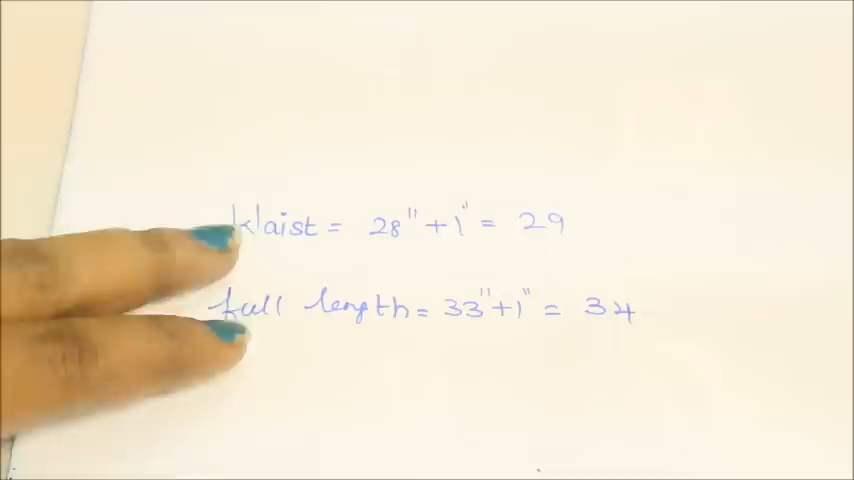 Waist = 28" + 1" = 29
full length = 33" + 1" = 34